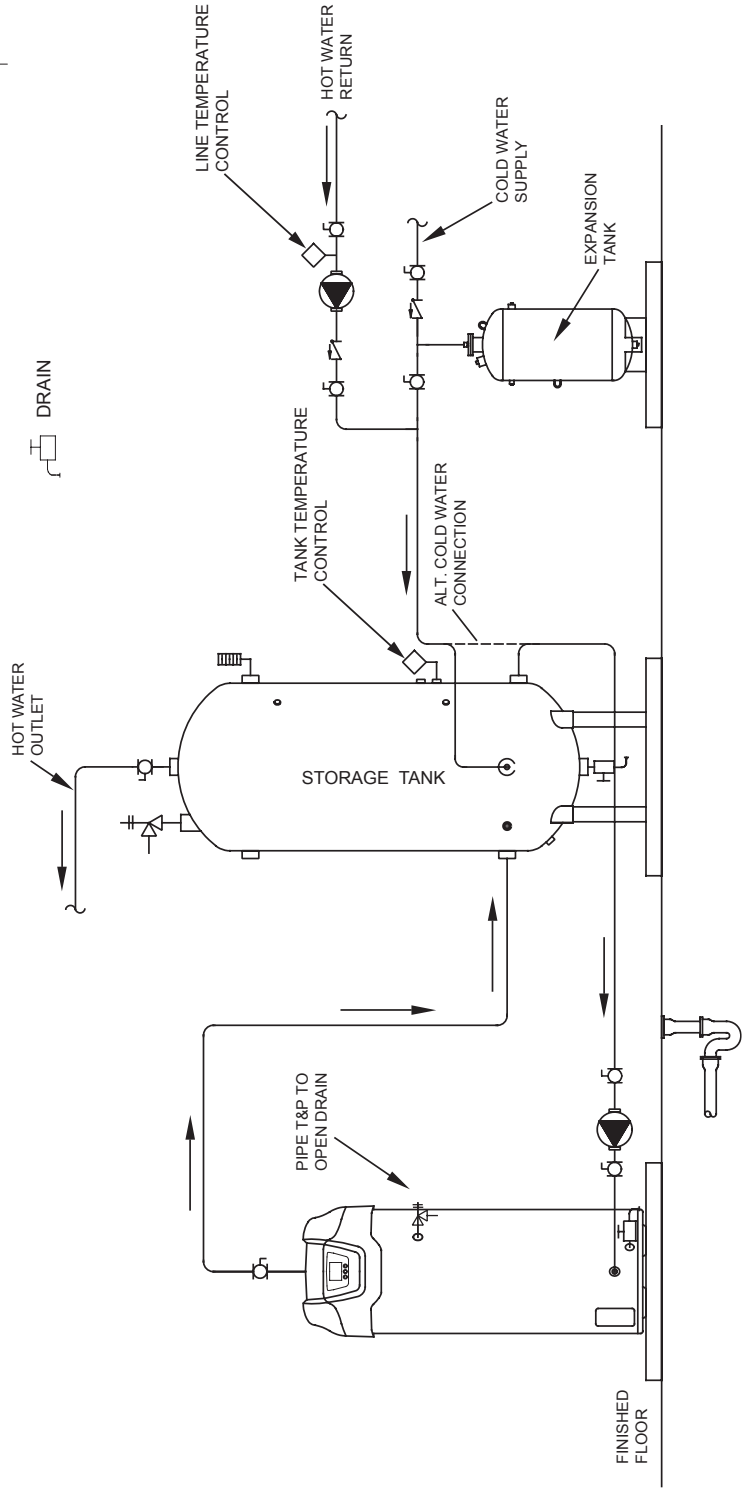 DRAIN
HOT WATER
OUTLET
LINE TEMPERATURE
CONTROL
HOT WATER
RETURN
TANK TEMPERATURE
CONTROL
COLD WATER
SUPPLY
STORAGE TANK
ALT. COLD WATER
CONNECTION
PIPE T&P TO
OPEN DRAIN
EXPANSION
TANK
FINISHED
FLOOR